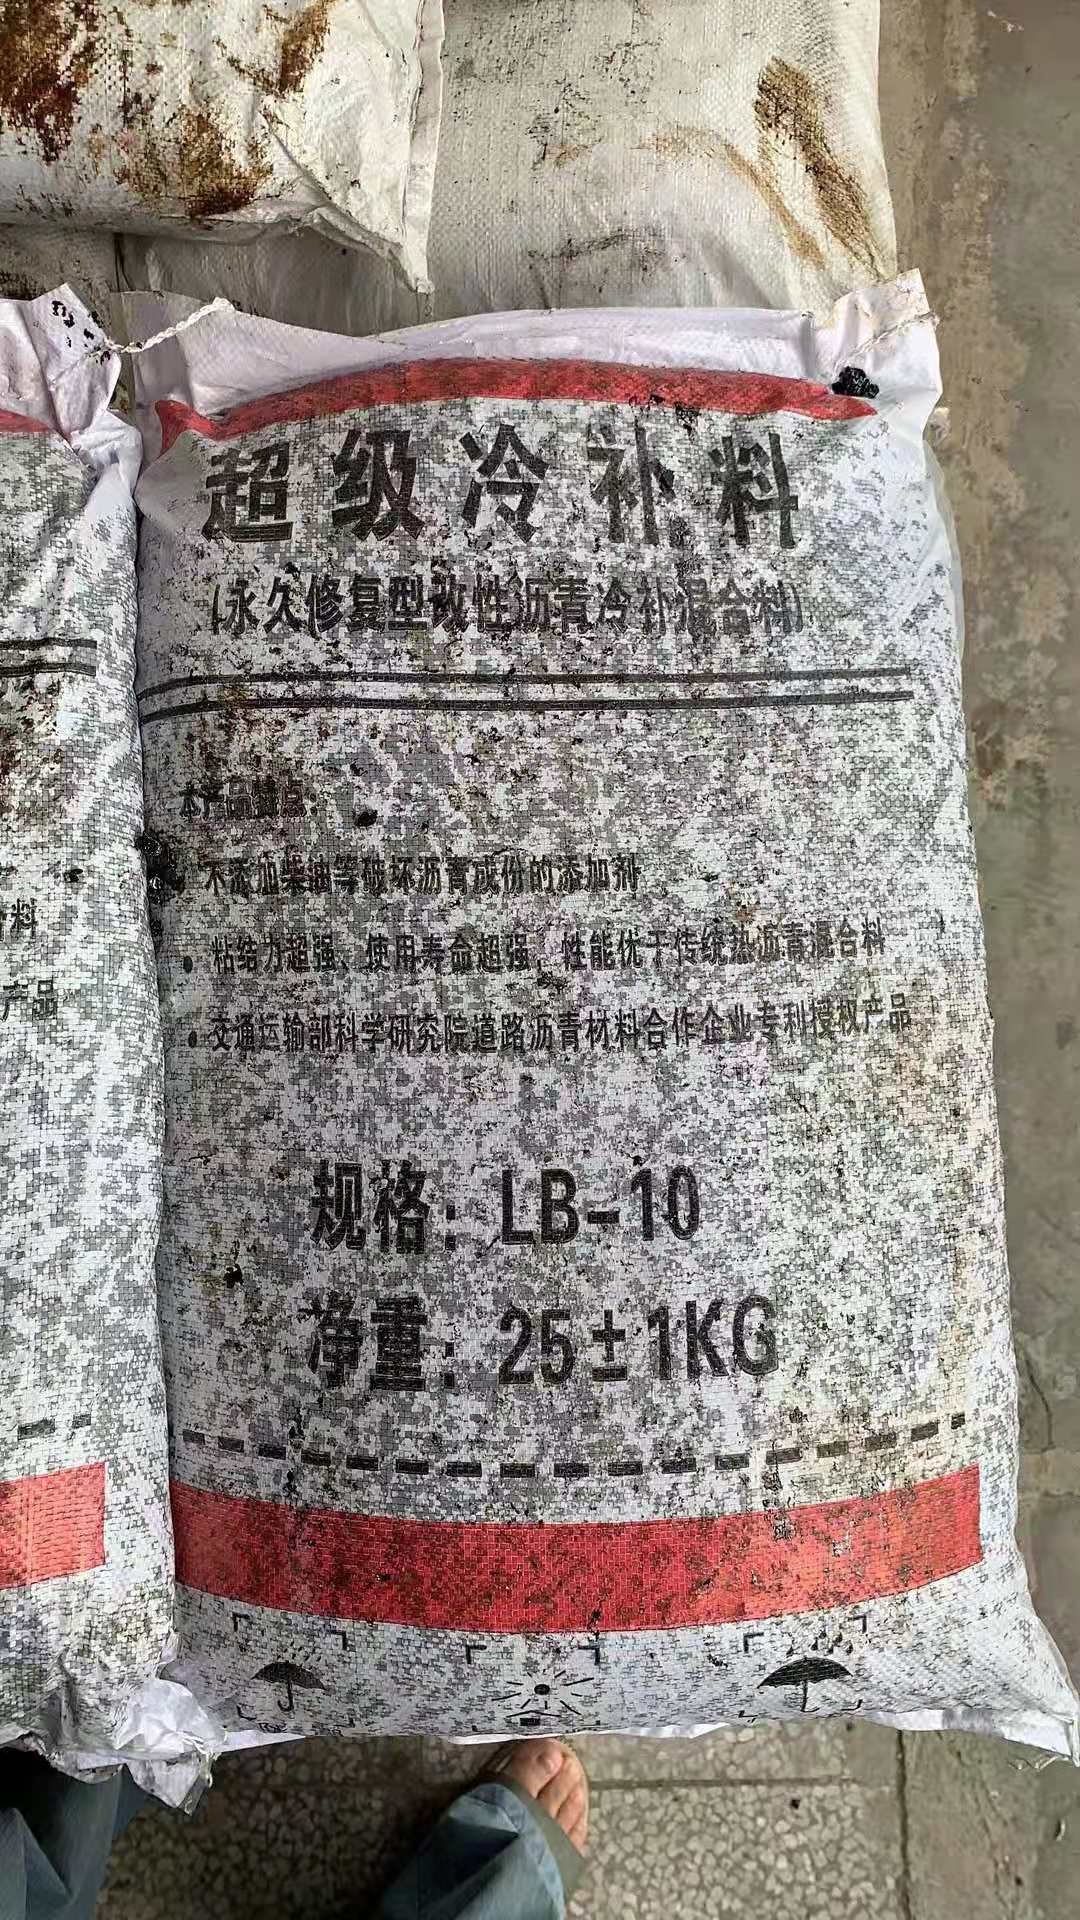 超级冷补料
(永久修复型改性沥青冷补混合料)
本产品特点:
不添加柴油等破坏沥青成份的添加剂
料
• 粘结力超强、使用寿命超强、性能优于传统热沥青混合料
产品
• 交通运输部科学研究院道路沥青材料合作企业专利授权产品
规格: LB-10
净重: 25±1KG